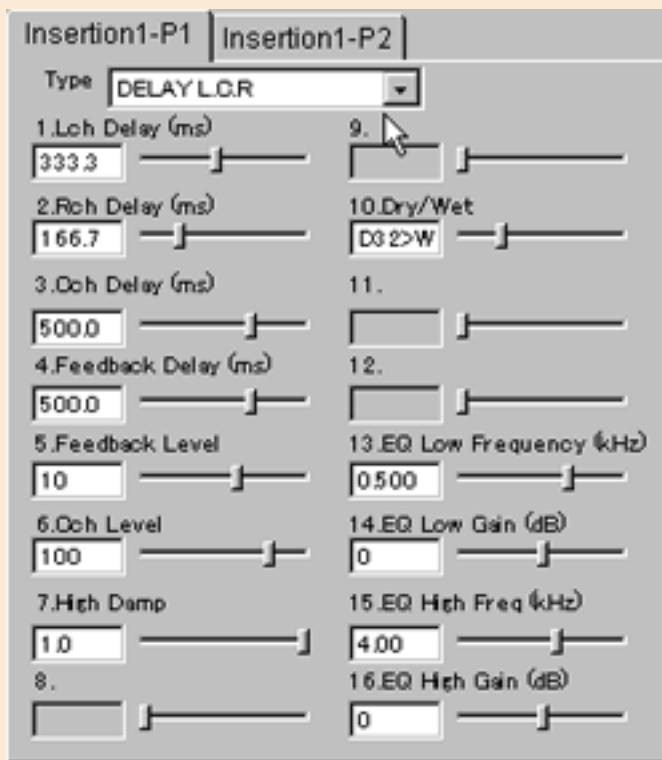 Insertion1-P1
Insertion1-P2
Type DELAY L.C.R
1.Lch Delay (ms)
333.3
2.Rch Delay (ms)
166.7
3.Cch Delay (ms)
500.0
4.Feedback Delay (ms)
500.0
5.Feedback Level
10
6.Cch Level
100
7.High Damp
1.0
8.
9.
10.Dry/Wet
D32>W
11.
12.
13.EQ Low Frequency (kHz)
0.500
14.EQ Low Gain (dB)
0
15.EQ High Freq (kHz)
4.00
16.EQ High Gain (dB)
0